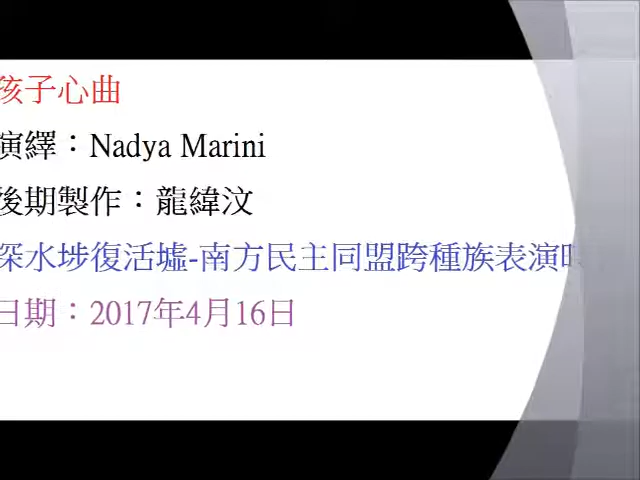 孩子心曲
演繹：Nadya Marini
後期製作：龍緯汶
深水埗復活墟-南方民主同盟跨種族表演
日期：2017年4月16日